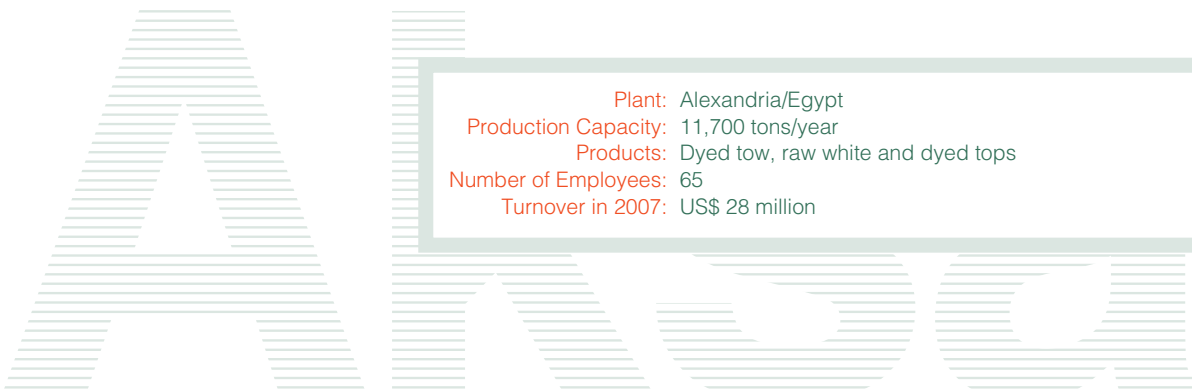 Plant: Alexandria/Egypt
Production Capacity: 11,700 tons/year
Products: Dyed tow, raw white and dyed tops
Number of Employees: 65
Turnover in 2007: US$ 28 million